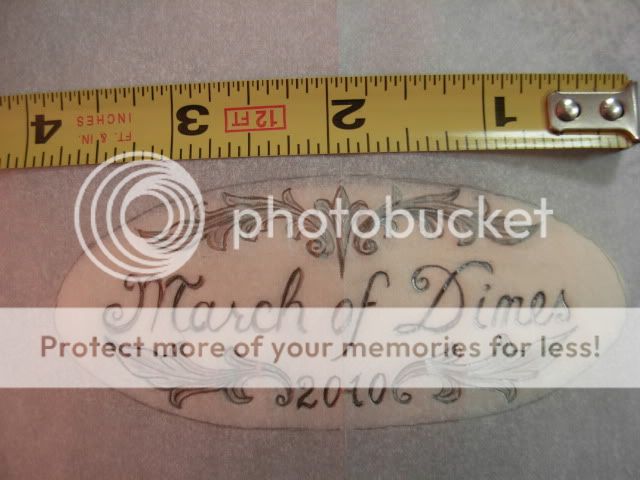 4 FT. & IN. INCHES 3 12 FT 2 1
photobucket
March of Dimes
Protect more of your memories for less!
2010